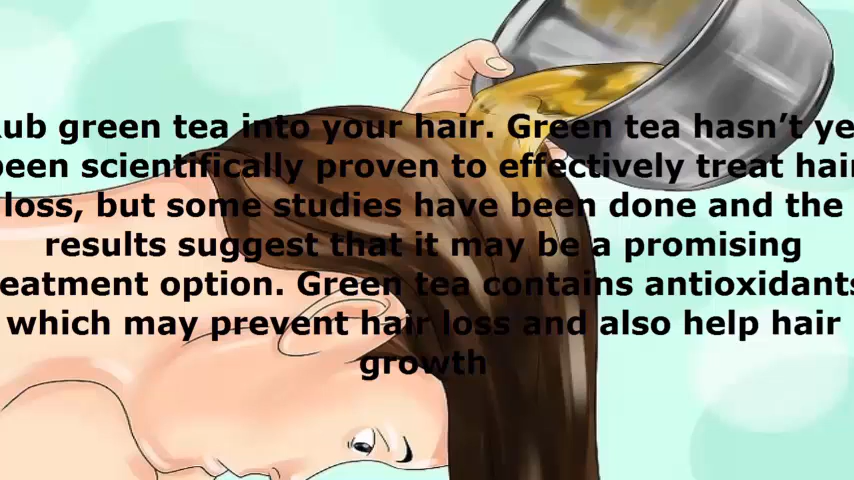 ub green tea into your hair. Green tea hasn’t ye
been scientifically proven to effectively treat hair
loss, but some studies have been done and the
results suggest that it may be a promising
eatment option. Green tea contains antioxidants
which may prevent hair loss and also help hair
growth